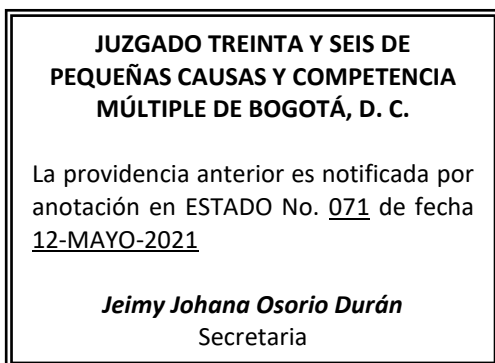 JUZGADO TREINTA Y SEIS DE
PEQUEÑAS CAUSAS Y COMPETENCIA
MÚLTIPLE DE BOGOTÁ, D. C.
La providencia anterior es notificada por
anotación en ESTADO No. 071 de fecha
12-MAYO-2021
Jeimy Johana Osorio Durán
Secretaria